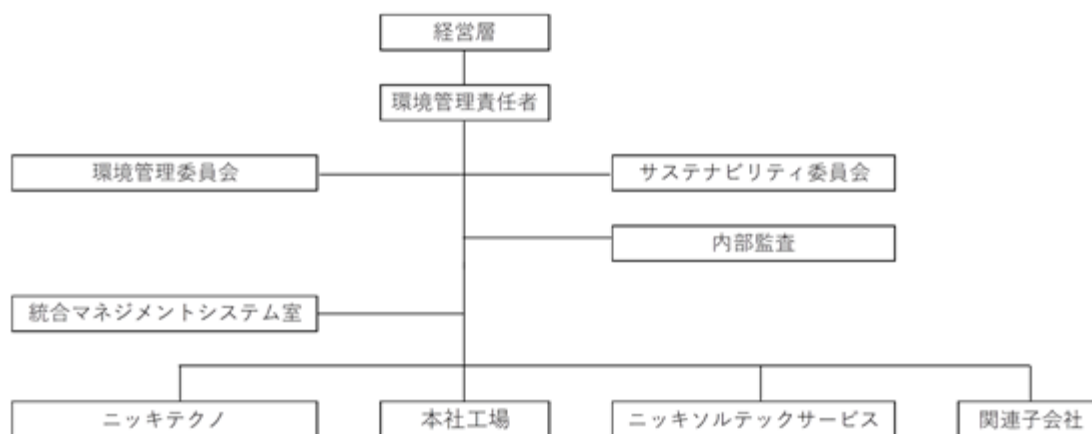 経営層
環境管理責任者
環境管理委員会
サステナビリティ委員会
内部監査
統合マネジメントシステム室
ニッキテクノ
本社工場
ニッキソルテックサービス
関連子会社